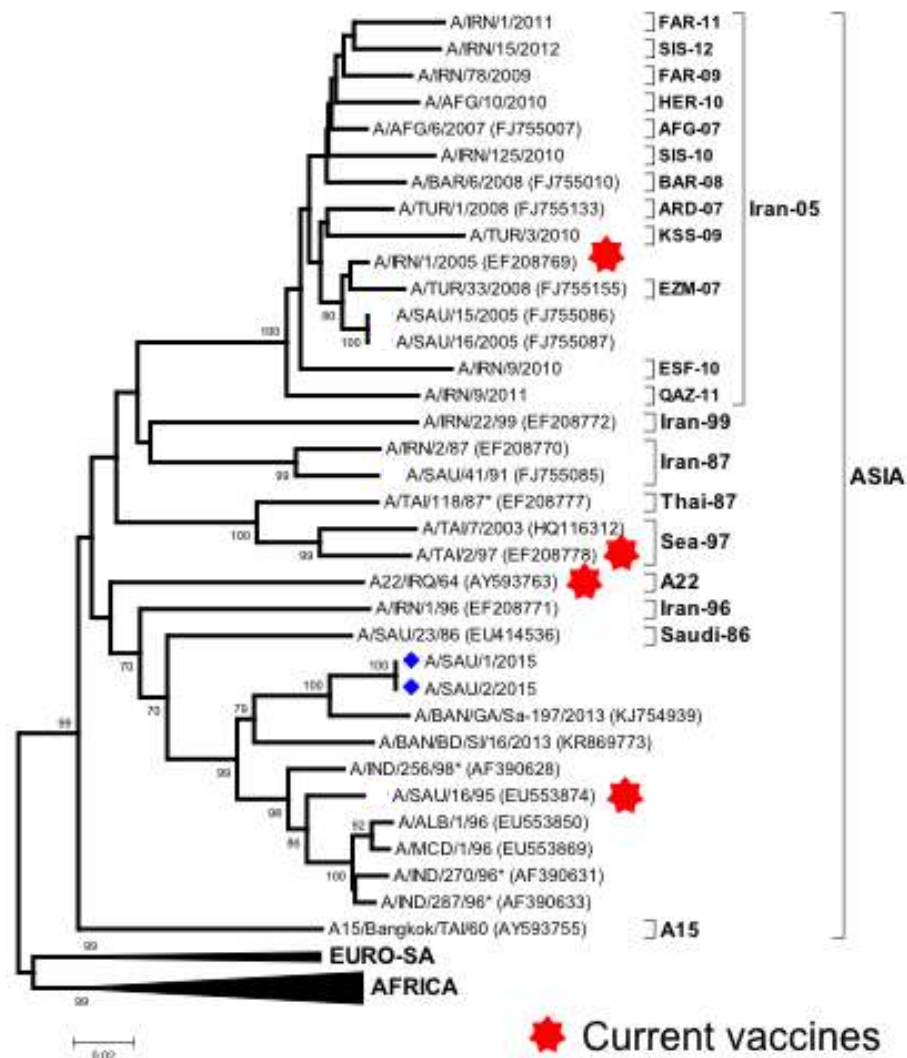 A/IRN/1/2011 FAR-11
A/IRN/15/2012 SIS-12
A/IRN/78/2009 FAR-09
A/AFG/10/2010 HER-10
A/AFG/6/2007 (FJ755007) AFG-07
A/IRN/125/2010 SIS-10
A/BAR/6/2008 (FJ755010) BAR-08
A/TUR/1/2008 (FJ755133) ARD-07 Iran-05
A/TUR/3/2010 KSS-09
A/IRN/1/2005 (EF208769)
A/TUR/33/2008 (FJ755155) EZM-07
80 A/SAU/15/2005 (FJ755086)
100 100 A/SAU/16/2005 (FJ755087)
A/IRN/9/2010 ESF-10
A/IRN/9/2011 QAZ-11
A/IRN/22/99 (EF208772) Iran-99
A/IRN/2/87 (EF208770) Iran-87
99 A/SAU/41/91 (FJ755085) ASIA
A/TAI/118/87* (EF208777) Thai-87
100 A/TAI/7/2003 (HQ116312) Sea-97
99 A/TAI/2/97 (EF208778)
A22/IRQ/64 (AY593763) A22
A/IRN/1/96 (EF208771) Iran-96
A/SAU/23/86 (EU414536) Saudi-86
70 100 A/SAU/1/2015
100 A/SAU/2/2015
70 79 A/BAN/GA/Sa-197/2013 (KJ754939)
99 A/BAN/BD/SI/16/2013 (KR869773)
99 A/IND/256/98* (AF390628)
98 A/SAU/16/95 (EU553874)
86 92 A/ALB/1/96 (EU553850)
A/MCD/1/96 (EU553869)
100 A/IND/270/96* (AF390631)
A/IND/287/96* (AF390633)
A15/Bangkok/TAI/60 (AY593755) A15
99 EURO-SA
99 AFRICA
0.02
Current vaccines